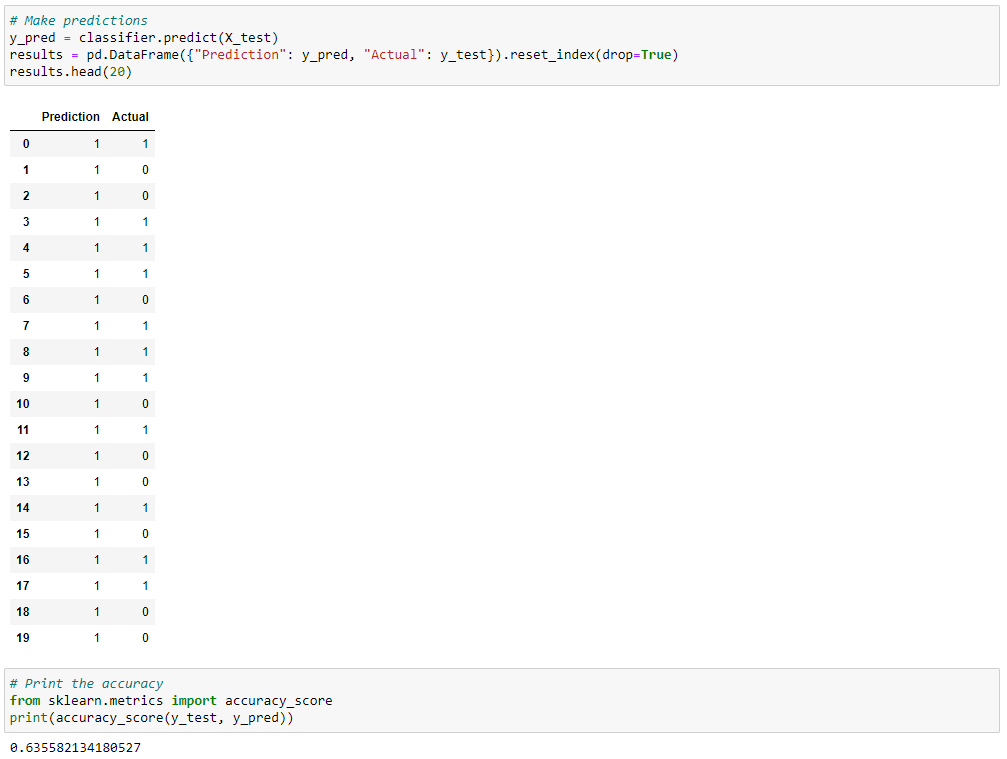 # Make predictions
y_pred = classifier.predict(X_test)
results = pd.DataFrame({"Prediction": y_pred, "Actual": y_test}).reset_index(drop=True)
results.head(20)
Prediction Actual
0 1 1
1 1 0
2 1 0
3 1 1
4 1 1
5 1 1
6 1 0
7 1 1
8 1 1
9 1 1
10 1 0
11 1 1
12 1 0
13 1 0
14 1 1
15 1 0
16 1 1
17 1 1
18 1 0
19 1 0
# Print the accuracy
from sklearn.metrics import accuracy_score
print(accuracy_score(y_test, y_pred))
0.635582134180527